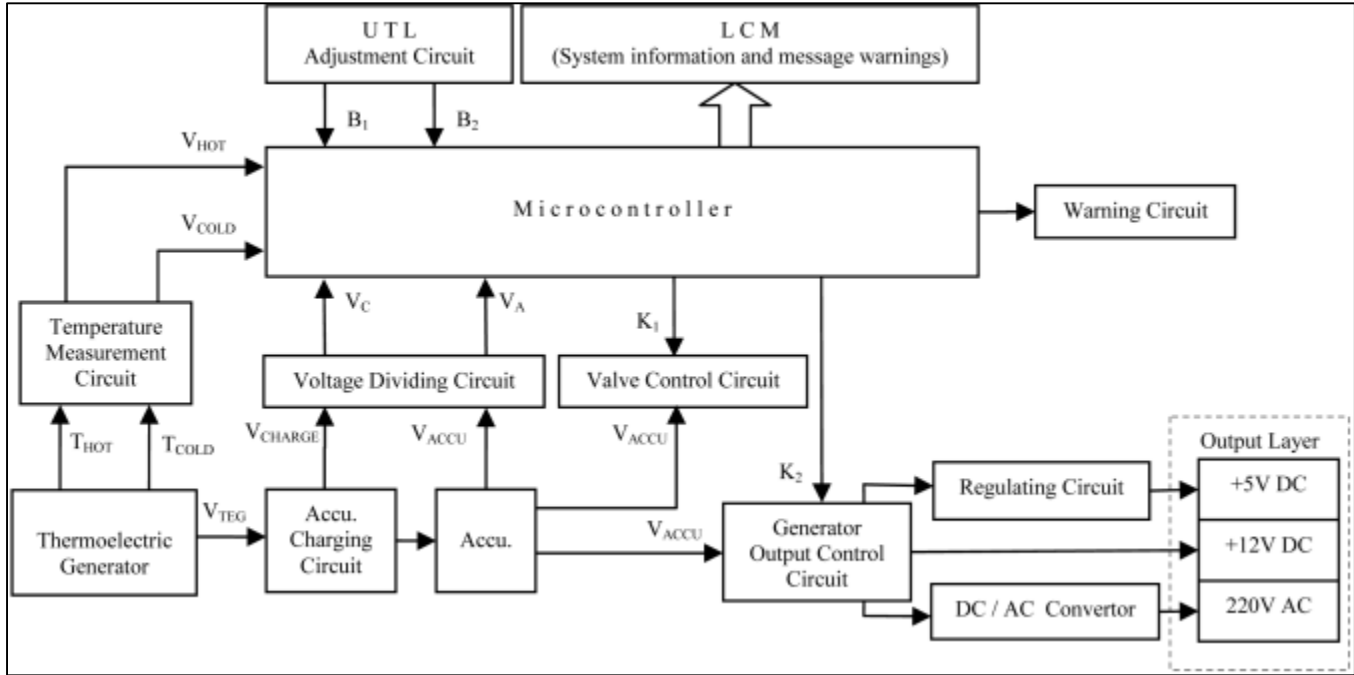 U T L
Adjustment Circuit
L C M
(System information and message warnings)
B1
B2
VHOT
VCOLD
Microcontroller
Warning Circuit
VC
VA
K1
Temperature
Measurement
Circuit
Voltage Dividing Circuit
Valve Control Circuit
THOT
TCOLD
VCHARGE
VACCU
VACCU
K2
Output Layer
Thermoelectric
Generator
VTEG
Accu.
Charging
Circuit
Accu.
VACCU
Generator
Output Control
Circuit
Regulating Circuit
+5V DC
+12V DC
DC / AC Convertor
220V AC